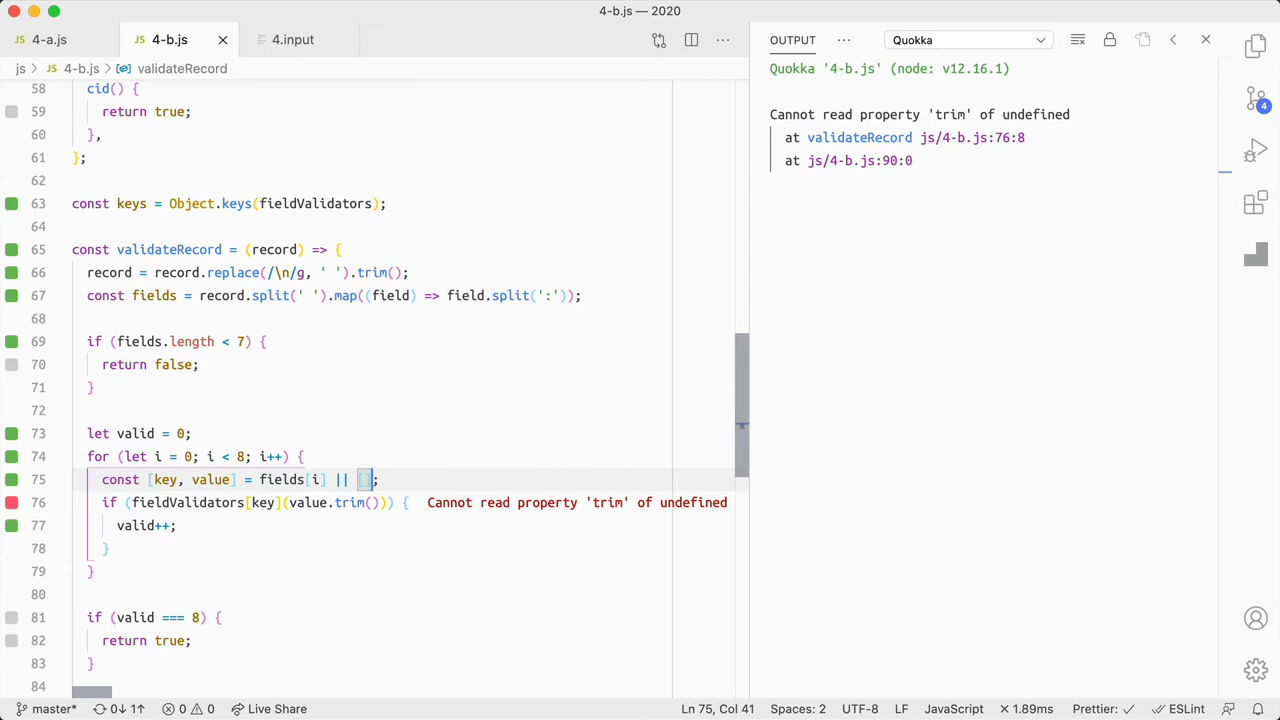 4-b.js — 2020
JS 4-a.js
JS 4-b.js
4.input
OUTPUT
Quokka
js > JS 4-b.js > validateRecord
Quokka '4-b.js' (node: v12.16.1)
Cannot read property 'trim' of undefined
at validateRecord js/4-b.js:76:8
at js/4-b.js:90:0
58 cid() {
59 return true;
60 },
61 };
62
63 const keys = Object.keys(fieldValidators);
64
65 const validateRecord = (record) => {
66 record = record.replace(/\n/g, ' ').trim();
67 const fields = record.split(' ').map((field) => field.split(':'));
68
69 if (fields.length < 7) {
70 return false;
71 }
72
73 let valid = 0;
74 for (let i = 0; i < 8; i++) {
75 const [key, value] = fields[i] || [];
76 if (fieldValidators[key](value.trim())) { Cannot read property 'trim' of undefined
77 valid++;
78 }
79 }
80
81 if (valid === 8) {
82 return true;
83 }
84
4
master* 0↓ 1↑ 0 0 Live Share
Ln 75, Col 41 Spaces: 2 UTF-8 LF JavaScript × 1.89ms Prettier: ✓ ESLint